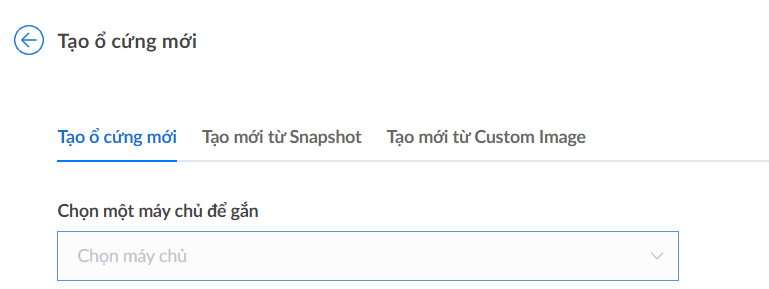 Tạo ổ cứng mới
Tạo ổ cứng mới Tạo mới từ Snapshot Tạo mới từ Custom Image
Chọn một máy chủ để gắn
Chọn máy chủ